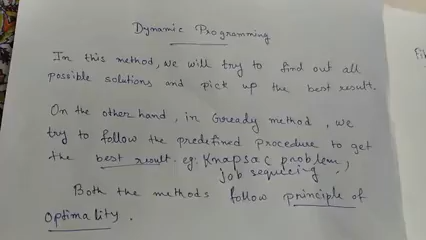 Dynamic Programming
In this method, we will try to find out all
possible solutions and pick up the best result.
On the other hand, in Gready method, we
try to follow the predefined procedure to get
the best result. eg. Knapsac problem,
job sequecing
Both the methods follow principle of
optimality.